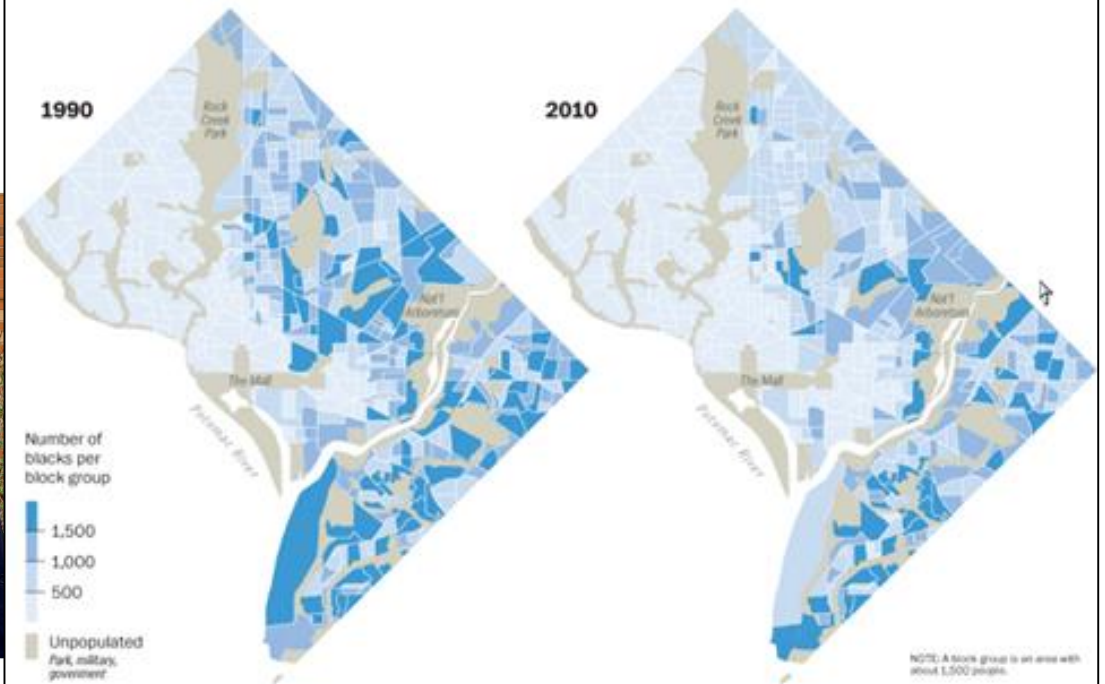 1990
Rock
Creek
Park
Nat'l
Arboretum
The Mall
Potomac River
Number of
blacks per
block group
1,500
1,000
500
Unpopulated
Park, military,
government
2010
Rock
Creek
Park
Nat'l
Arboretum
The Mall
Potomac River
NOTE: A block group is an area with
about 1,500 people.